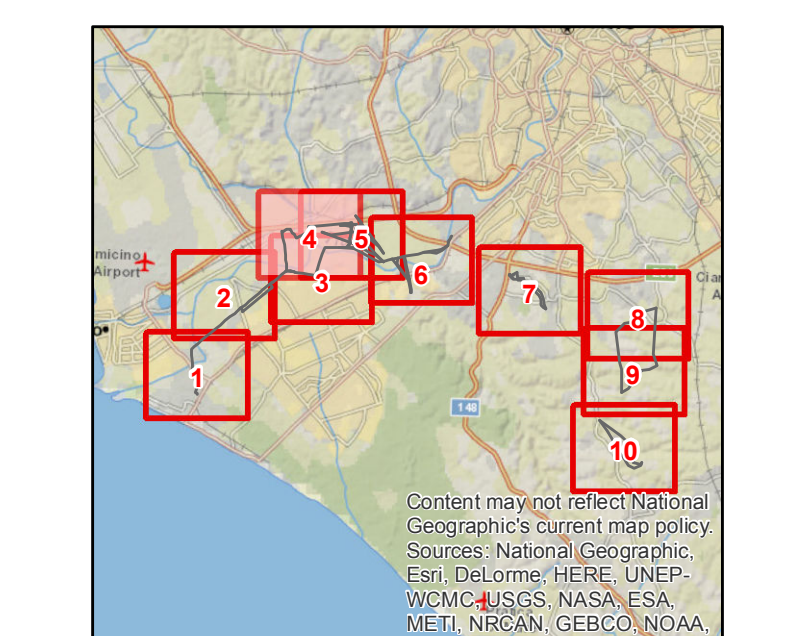 4
5
micino
Airport
6
3
7
2
Cian
A
8
o
1
9
148
10
Content may not reflect National
Geographic's current map policy.
Sources: National Geographic,
Esri, DeLorme, HERE, UNEP-
WCMC, USGS, NASA, ESA,
METI, NRCAN, GEBCO, NOAA,